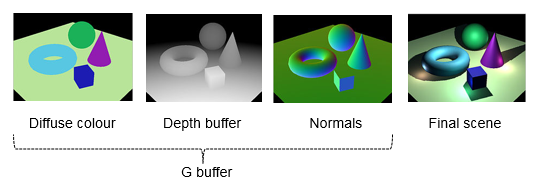 Diffuse colour
Depth buffer
Normals
Final scene
G buffer